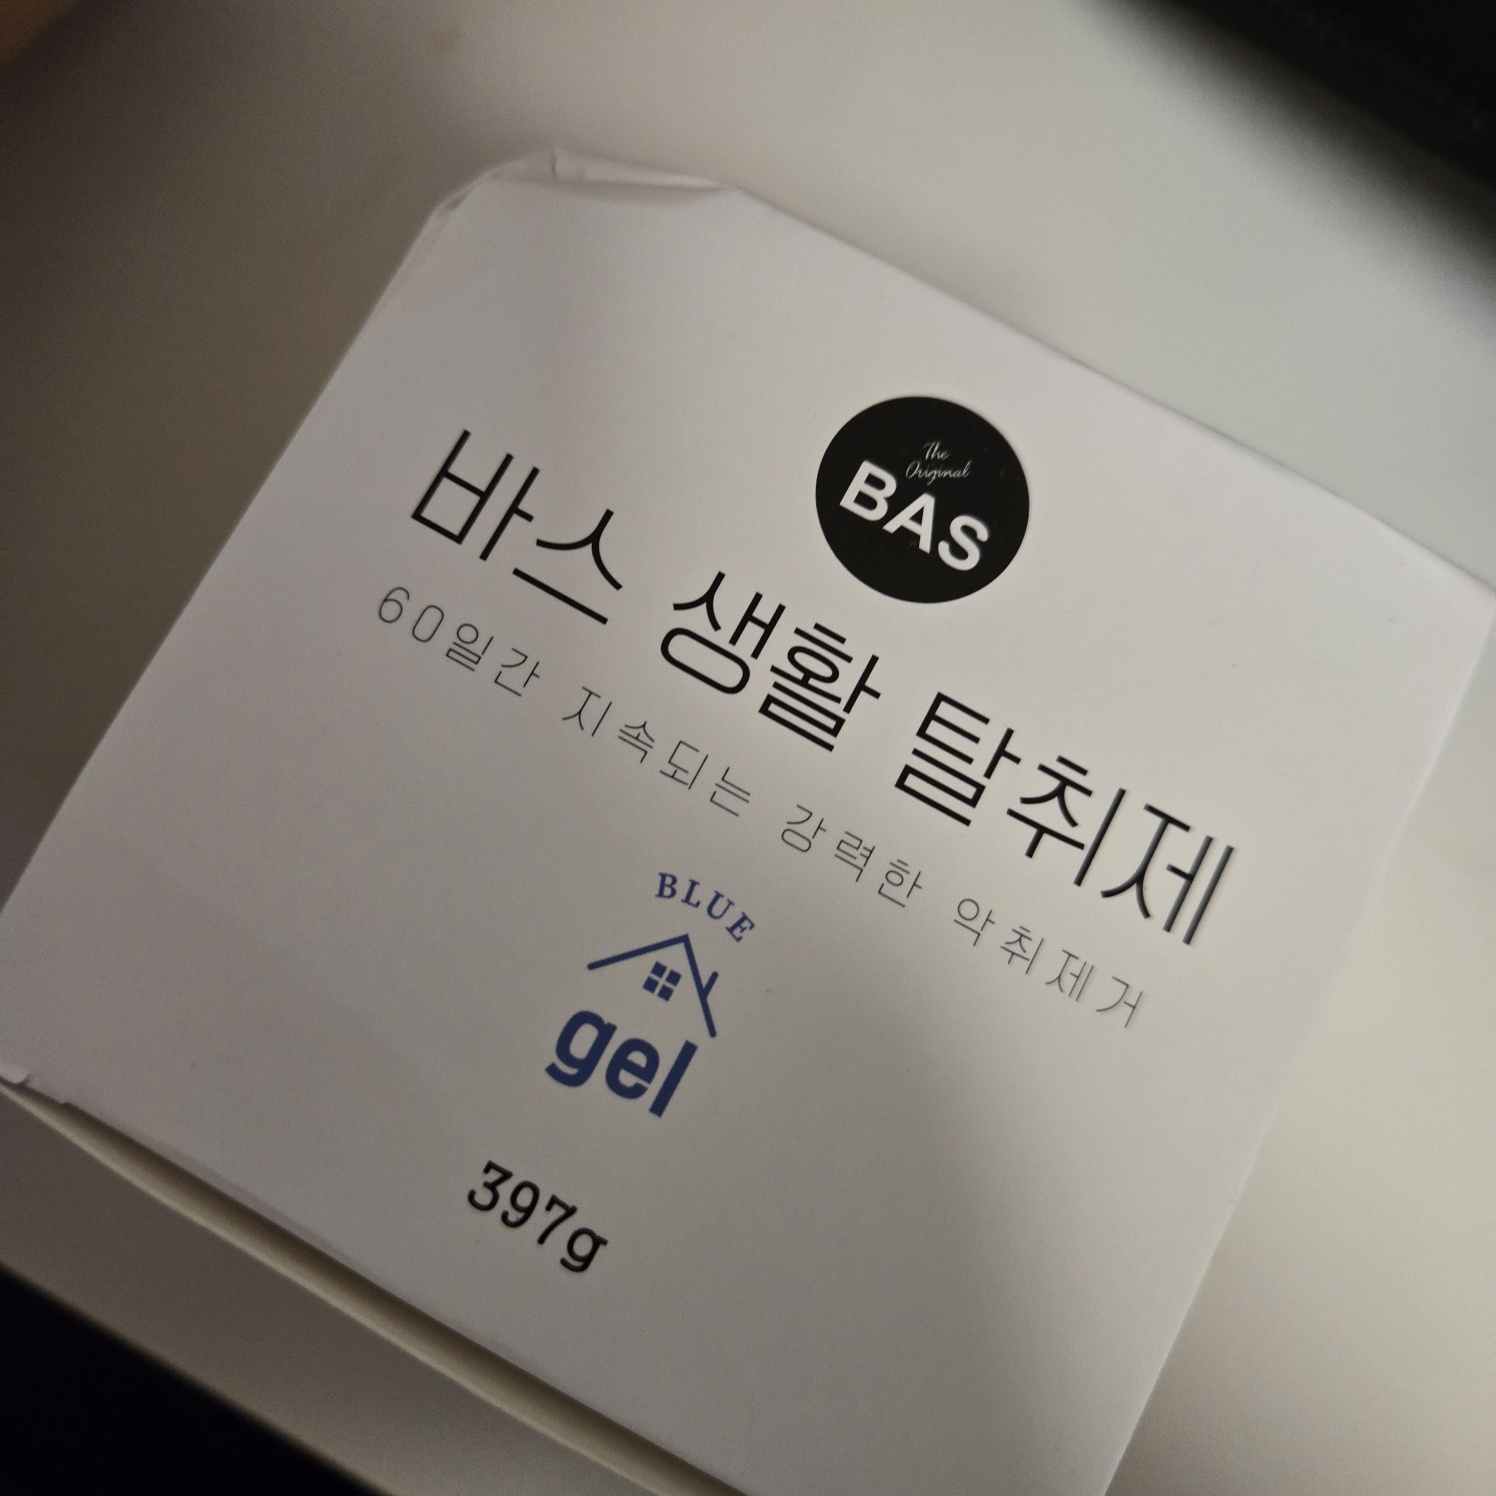 The
Original
BAS
바스 생활 탈취제
60일간 지속되는 강력한 악취제거
BLUE
gel
397g